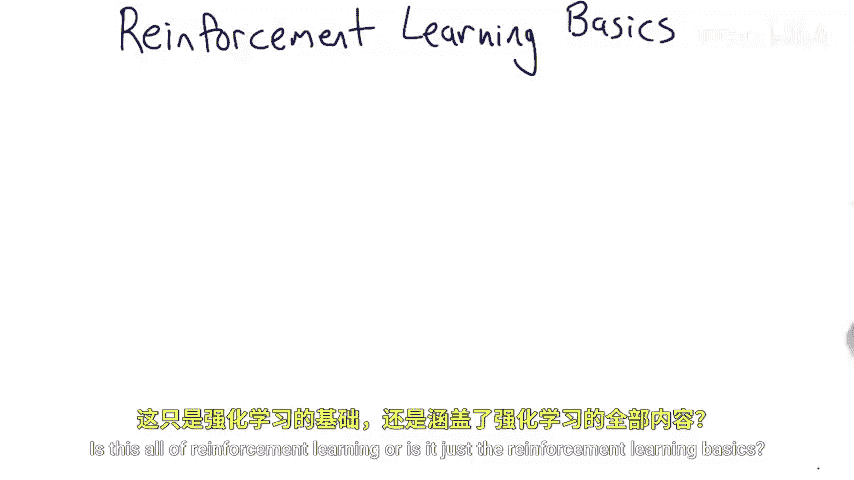 Reinforcement Learning Basics
这只是强化学习的基础，还是涵盖了强化学习的全部内容？
Is this all of reinforcement learning or is it just the reinforcement learning basics?